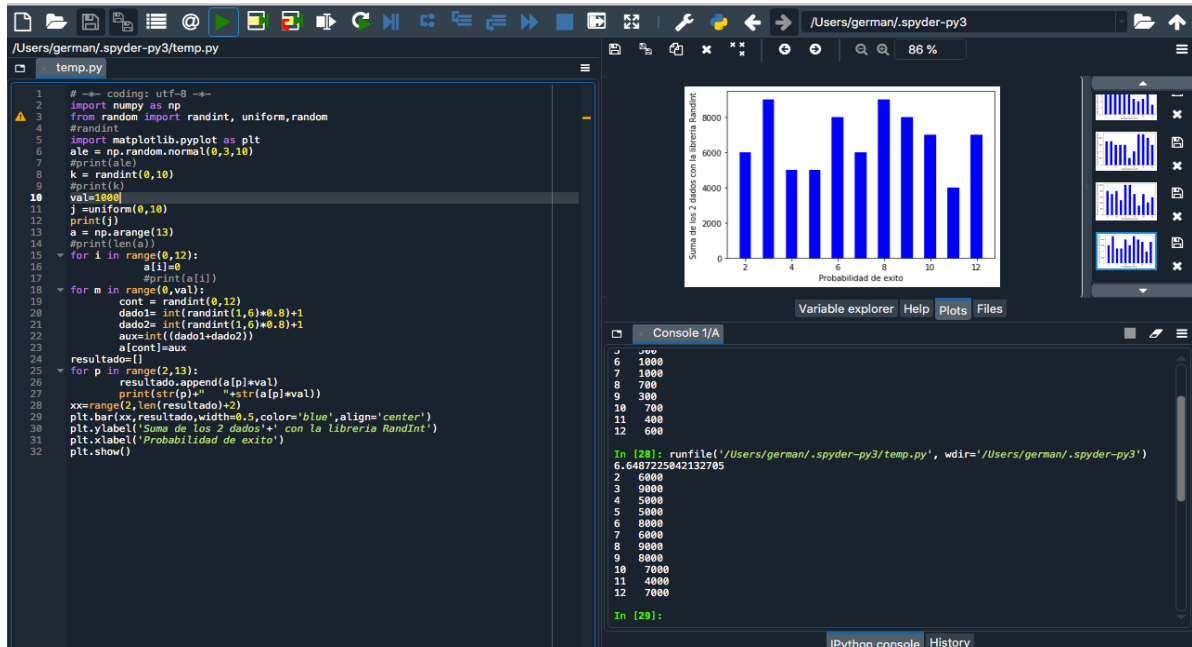 /Users/german/.spyder-py3
/Users/german/.spyder-py3/temp.py
temp.py
1 # -*- coding: utf-8 -*-
2 import numpy as np
3 from random import randint, uniform,random
4 #randint
5 import matplotlib.pyplot as plt
6 ale = np.random.normal(0,3,10)
7 #print(ale)
8 k = randint(0,10)
9 #print(k)
10 val=1000
11 j =uniform(0,10)
12 print(j)
13 a = np.arange(13)
14 #print(len(a))
15 for i in range(0,12):
16 a[i]=0
17 #print(a[i])
18 for m in range(0,val):
19 cont = randint(0,12)
20 dado1= int(randint(1,6)*0.8)+1
21 dado2= int(randint(1,6)*0.8)+1
22 aux=int((dado1+dado2))
23 a[cont]=aux
24 resultado=[]
25 for p in range(2,13):
26 resultado.append(a[p]*val)
27 print(str(p)+"   "+str(a[p]*val))
28 xx=range(2,len(resultado)+2)
29 plt.bar(xx,resultado,width=0.5,color='blue',align='center')
30 plt.ylabel('Suma de los 2 dados'+' con la libreria RandInt')
31 plt.xlabel('Probabilidad de exito')
32 plt.show()
86 %
Suma de los 2 dados con la libreria RandInt
8000
6000
4000
2000
0
2 4 6 8 10 12
Probabilidad de exito
Variable explorer Help Plots Files
Console 1/A
5 500
6 1000
7 1000
8 700
9 300
10 700
11 400
12 600
In [28]: runfile('/Users/german/.spyder-py3/temp.py', wdir='/Users/german/.spyder-py3')
6.6487225042132705
2 6000
3 9000
4 5000
5 5000
6 8000
7 6000
8 9000
9 8000
10 7000
11 4000
12 7000
In [29]:
IPython console History